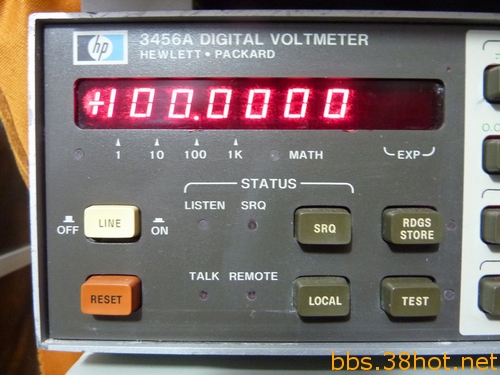 hp 3456A DIGITAL VOLTMETER
HEWLETT • PACKARD
+100.0000
1 10 100 1K MATH EXP
STATUS
LISTEN SRQ
OFF LINE ON SRQ RDGS STORE
TALK REMOTE
RESET LOCAL TEST
bbs.38hot.net